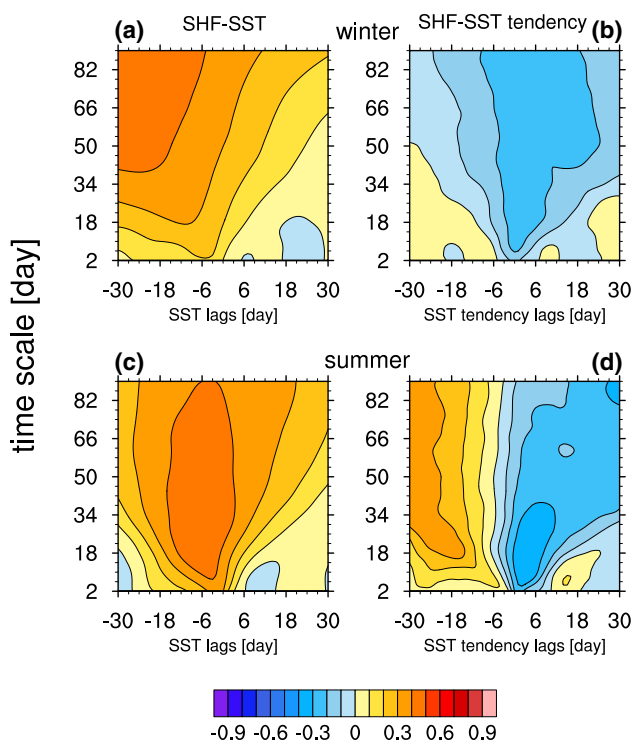 (a) SHF-SST winter SHF-SST tendency (b)
82 82
66 66
50 50
34 34
18 18
2 2
-30 -18 -6 6 18 30 -30 -18 -6 6 18 30
SST lags [day] SST tendency lags [day]
time scale [day]
(c) summer (d)
82 82
66 66
50 50
34 34
18 18
2 2
-30 -18 -6 6 18 30 -30 -18 -6 6 18 30
SST lags [day] SST tendency lags [day]
-0.9 -0.6 -0.3 0 0.3 0.6 0.9